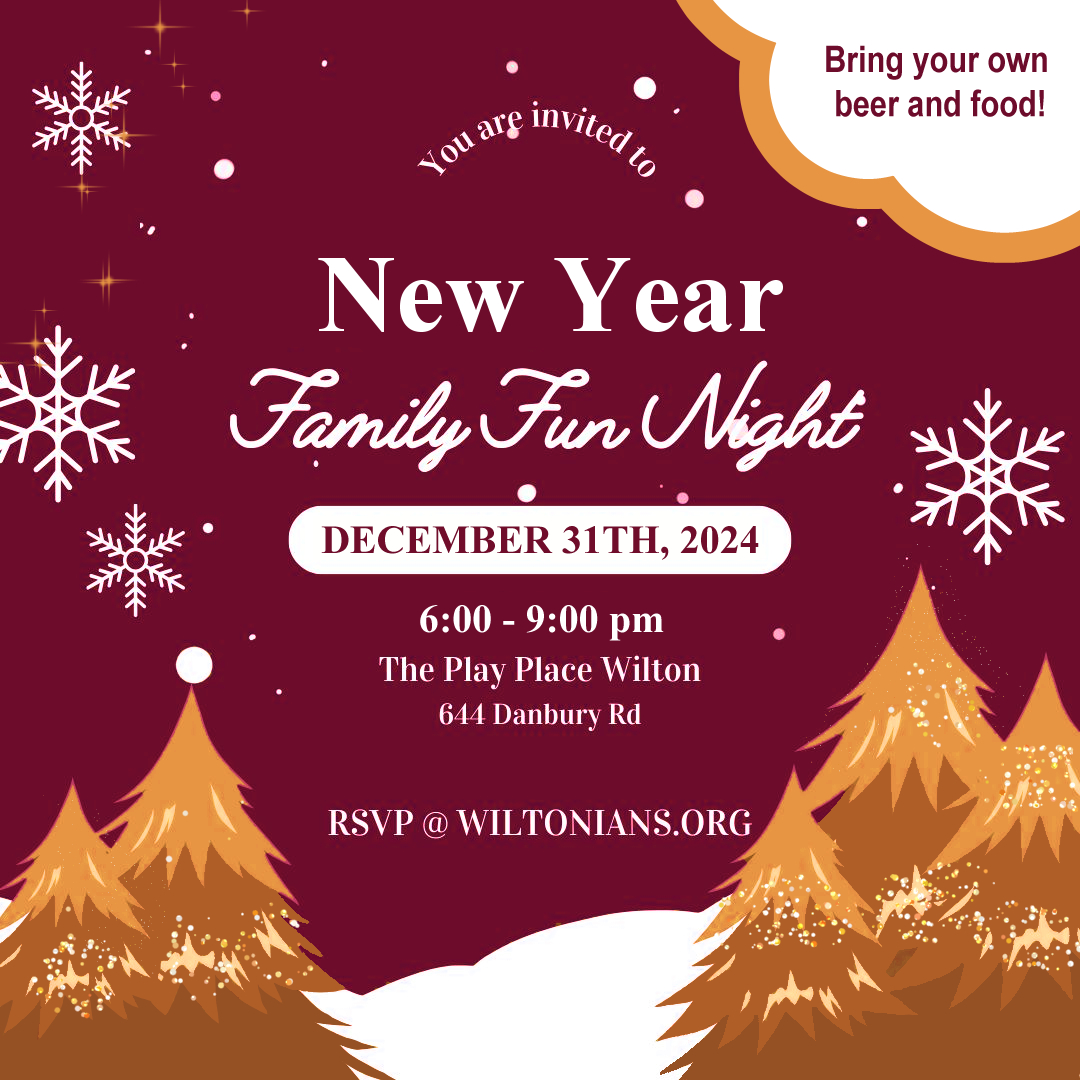 Bring your own
beer and food!
You are invited to
New Year
Family Fun Night
DECEMBER 31TH, 2024
6:00 - 9:00 pm
The Play Place Wilton
644 Danbury Rd
RSVP @ WILTONIANS.ORG